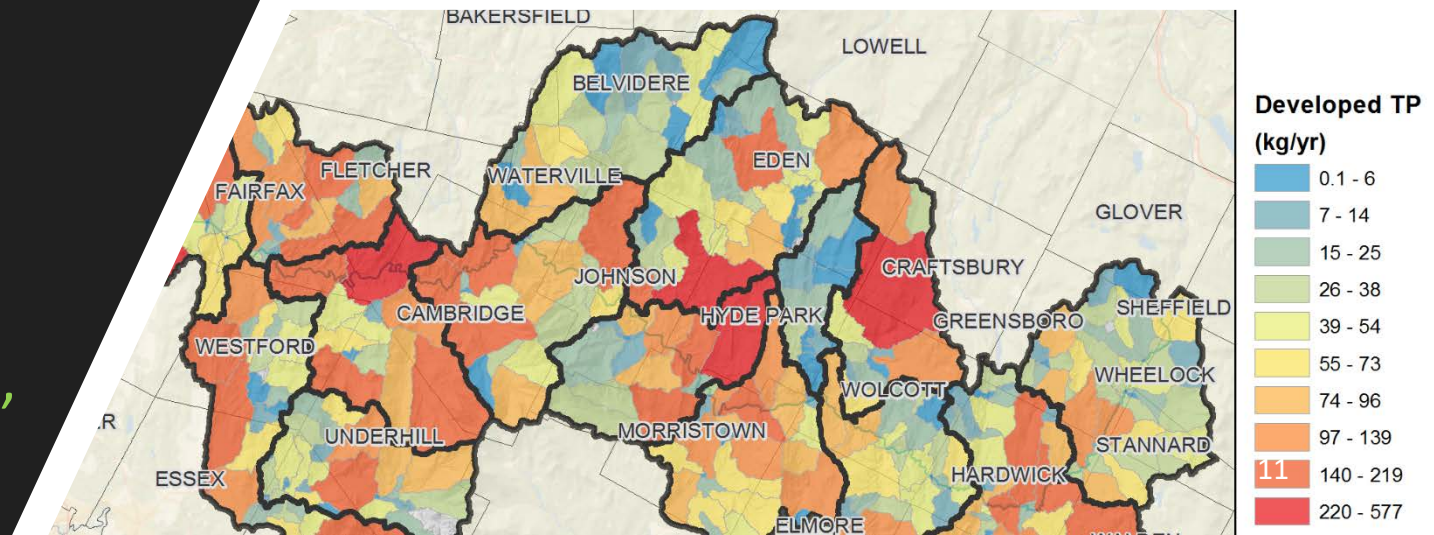 BAKERSFIELD
LOWELL
BELVIDERE
EDEN
FLETCHER
WATERVILLE
FAIRFAX
GLOVER
JOHNSON
CRAFTSBURY
CAMBRIDGE
HYDE PARK
GREENSBORO
SHEFFIELD
WESTFORD
WHEELOCK
WOLCOTT
MORRISTOWN
UNDERHILL
STANNARD
ESSEX
HARDWICK
ELMORE
,
Developed TP
(kg/yr)
0.1 - 6
7 - 14
15 - 25
26 - 38
39 - 54
55 - 73
74 - 96
97 - 139
140 - 219
220 - 577
11